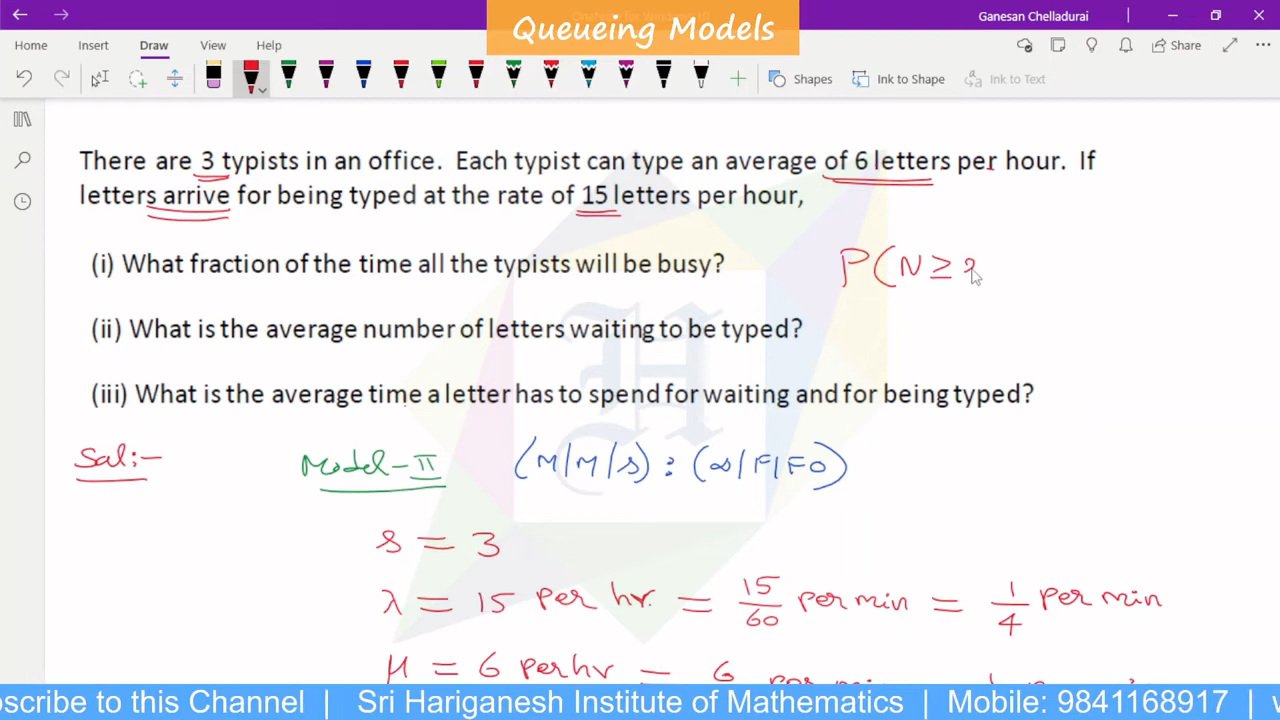 Queueing Models
Ganesan Chelladurai
Home Insert Draw View Help
Share
Shapes Ink to Shape Ink to Text
There are 3 typists in an office. Each typist can type an average of 6 letters per hour. If
letters arrive for being typed at the rate of 15 letters per hour,
(i) What fraction of the time all the typists will be busy?
P(N ≥
(ii) What is the average number of letters waiting to be typed?
(iii) What is the average time a letter has to spend for waiting and for being typed?
Sol:-
Model-II (M/M/s) : (∞/FIFO)
s = 3
λ = 15 per hr. = 15/60 per min = 1/4 per min
μ = 6 per hr = 6 per min
scribe to this Channel | Sri Hariganesh Institute of Mathematics | Mobile: 9841168917 |